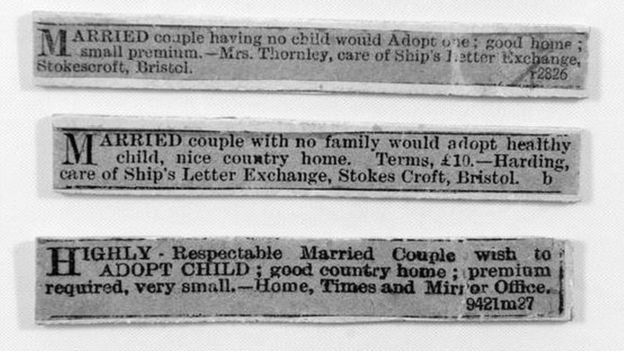 MARRIED couple having no child would Adopt one; good home;
small premium.—Mrs. Thornley, care of Ship's Letter Exchange,
Stokescroft, Bristol. r2826
MARRIED couple with no family would adopt healthy
child, nice country home. Terms, £10.—Harding,
care of Ship's Letter Exchange, Stokes Croft, Bristol. b
HIGHLY-Respectable Married Couple wish to
ADOPT CHILD; good country home; premium
required, very small.—Home, Times and Mirror Office.
9421m27